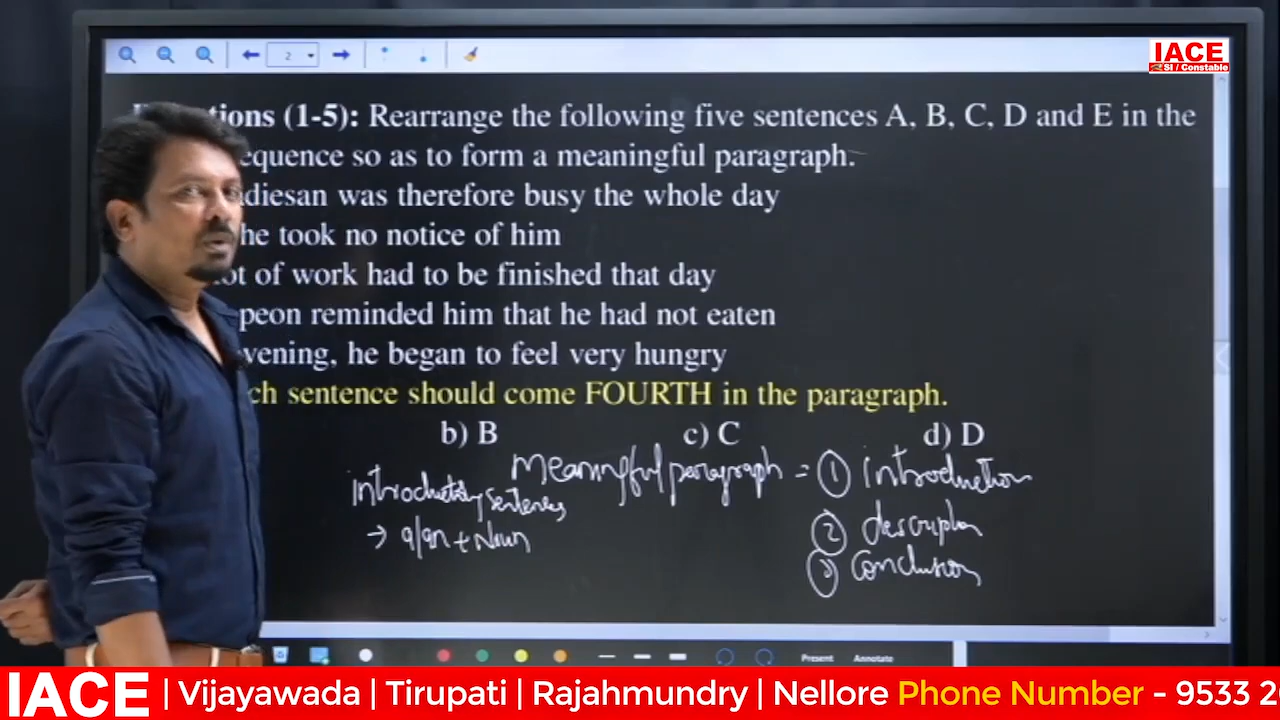 2
IACE
SI / Constable
tions (1-5): Rearrange the following five sentences A, B, C, D and E in the
equence so as to form a meaningful paragraph.
diesan was therefore busy the whole day
he took no notice of him
ot of work had to be finished that day
peon reminded him that he had not eaten
vening, he began to feel very hungry
ch sentence should come FOURTH in the paragraph.
b) B c) C d) D
Meaningful paragraph = ① introduction
Introductory sentences
② description
→ a/an + Noun
③ Conclusion
Present Annotate
IACE | Vijayawada | Tirupati | Rajahmundry | Nellore Phone Number - 9533 2